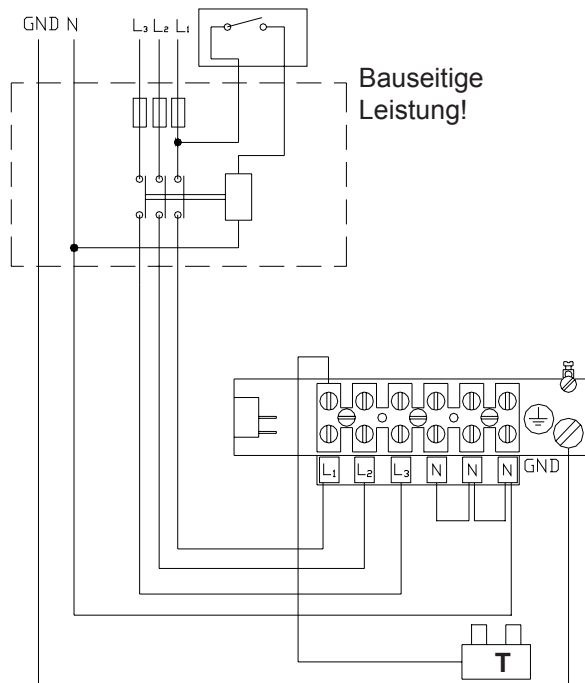 GND N L₃ L₂ L₁
Bauseitige
Leistung!
L₁ L₂ L₃ N N N GND
T